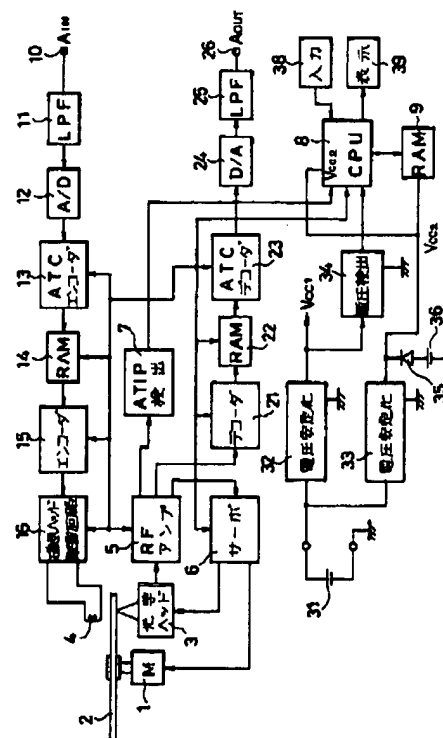 10
AIN
11
LPF
12
A/D
13
ATC
エンコーダ
14
RAM
15
エンコーダ
16
磁気ヘッド
駆動回路
4
2
1
M
3
光学
ヘッド
5
RF
アンプ
6
サーボ
7
ATIP
検出
21
デコーダ
22
RAM
23
ATC
デコーダ
24
D/A
25
LPF
26
AOUT
38
入力
39
表示
8
VCC2
CPU
9
RAM
31
32
電圧安定化
VCC1
33
電圧安定化
34
電圧検出
VCC2
35
36